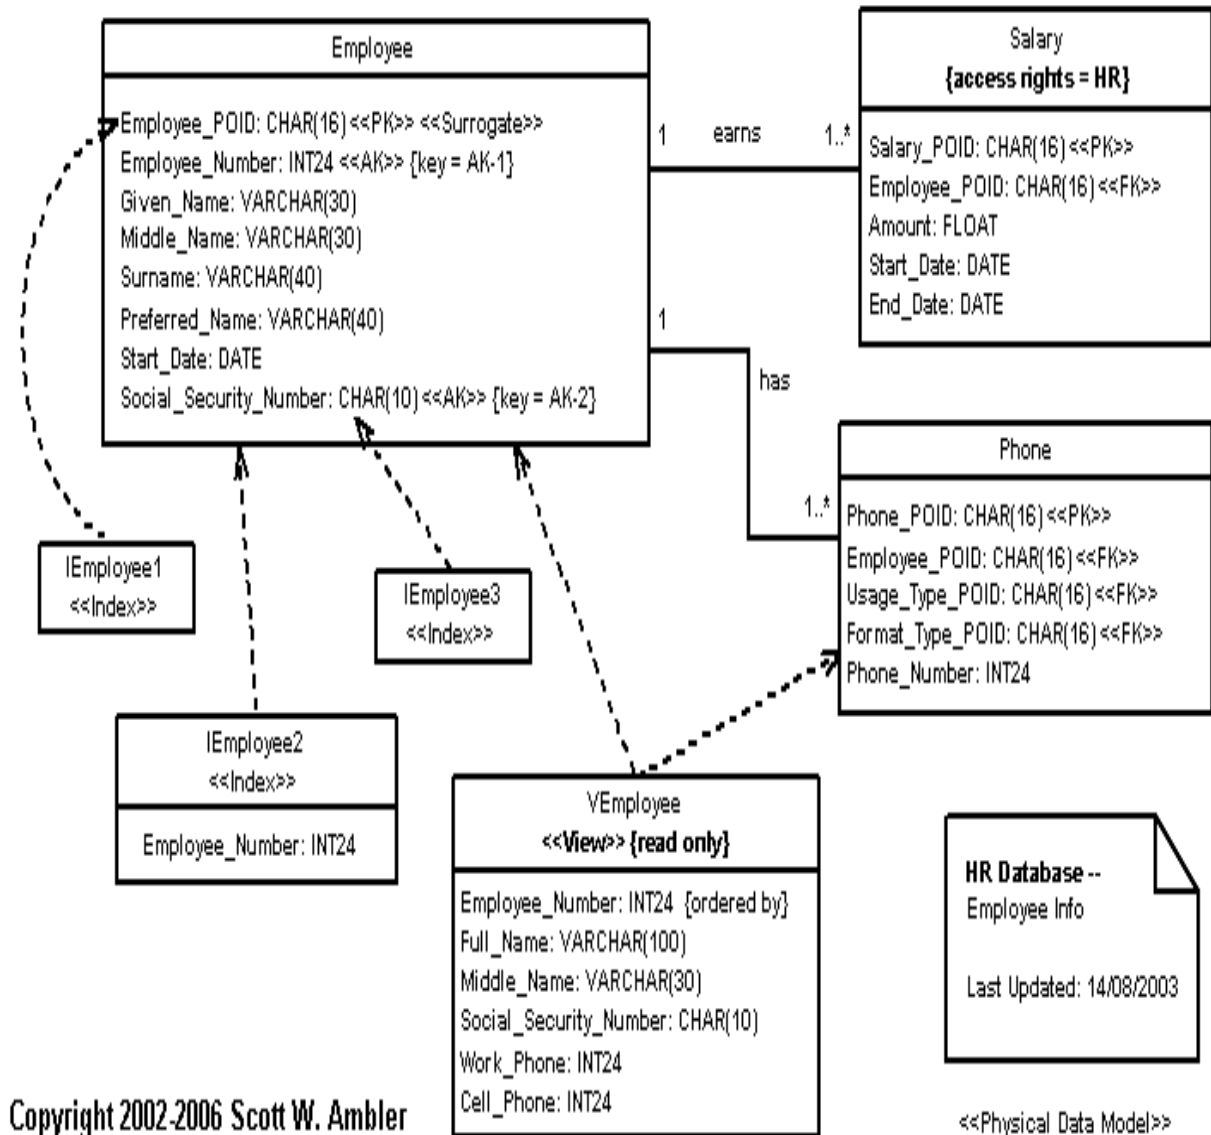 Employee
Employee_POID: CHAR(16) <<PK>> <<Surrogate>>
Employee_Number: INT24 <<AK>> {key = AK-1}
Given_Name: VARCHAR(30)
Middle_Name: VARCHAR(30)
Surname: VARCHAR(40)
Preferred_Name: VARCHAR(40)
Start_Date: DATE
Social_Security_Number: CHAR(10) <<AK>> {key = AK-2}
1 earns 1..*
Salary
{access rights = HR}
Salary_POID: CHAR(16) <<PK>>
Employee_POID: CHAR(16) <<FK>>
Amount: FLOAT
Start_Date: DATE
End_Date: DATE
1
has
1..*
Phone
Phone_POID: CHAR(16) <<PK>>
Employee_POID: CHAR(16) <<FK>>
Usage_Type_POID: CHAR(16) <<FK>>
Format_Type_POID: CHAR(16) <<FK>>
Phone_Number: INT24
IEmployee1
<<Index>>
IEmployee3
<<Index>>
IEmployee2
<<Index>>
Employee_Number: INT24
VEmployee
<<View>> {read only}
Employee_Number: INT24 {ordered by}
Full_Name: VARCHAR(100)
Middle_Name: VARCHAR(30)
Social_Security_Number: CHAR(10)
Work_Phone: INT24
Cell_Phone: INT24
HR Database --
Employee Info
Last Updated: 14/08/2003
Copyright 2002-2006 Scott W. Ambler
<<Physical Data Model>>